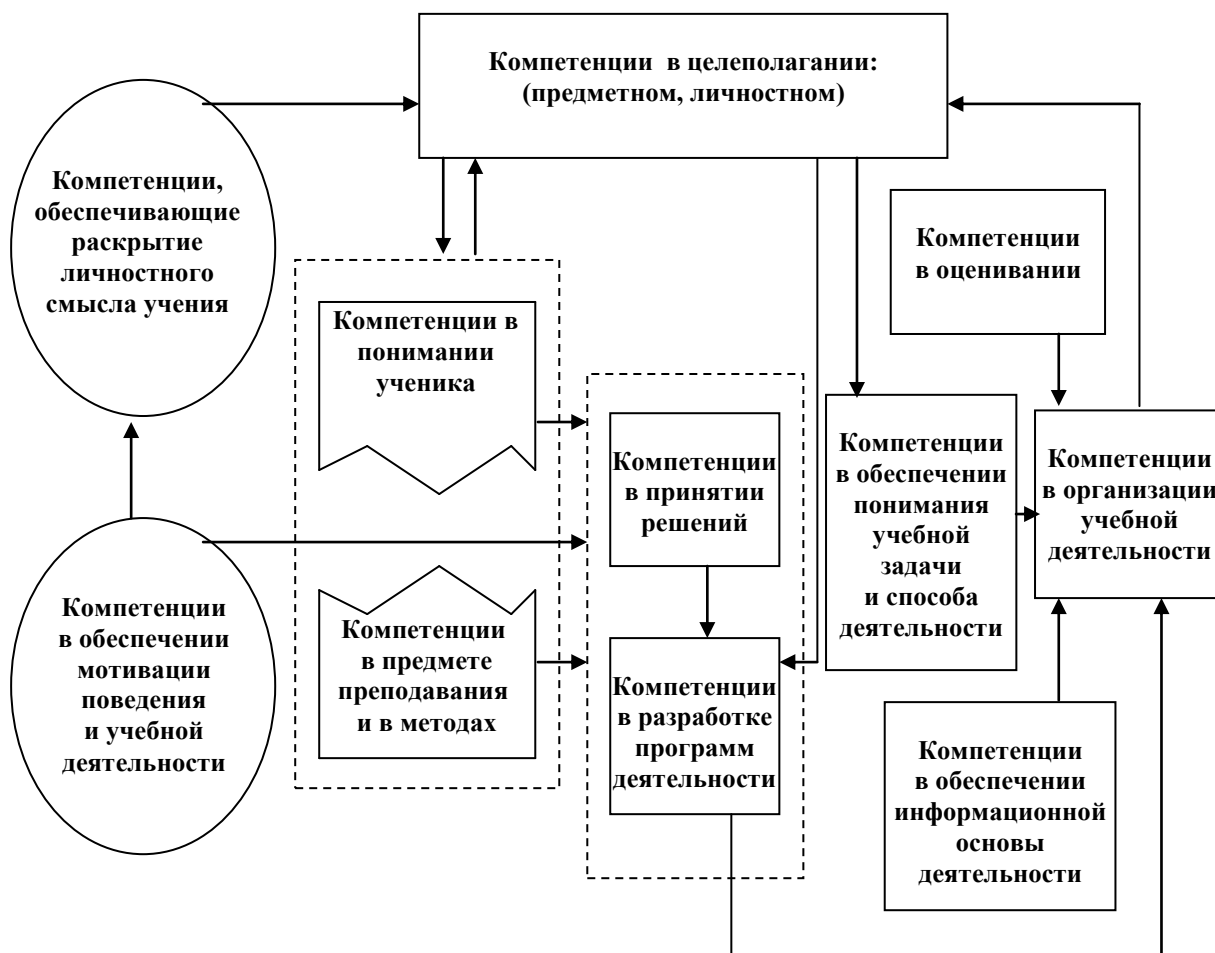 Компетенции в целеполагании:
(предметном, личностном)
Компетенции,
обеспечивающие
раскрытие
личностного
смысла учения
Компетенции
в оценивании
Компетенции в
понимании
ученика
Компетенции
в принятии
решений
Компетенции
в обеспечении
понимания
учебной
задачи
и способа
деятельности
Компетенции
в организации
учебной
деятельности
Компетенции
в обеспечении
мотивации
поведения
и учебной
деятельности
Компетенции
в предмете
преподавания
и в методах
Компетенции
в разработке
программ
деятельности
Компетенции
в обеспечении
информационной
основы
деятельности